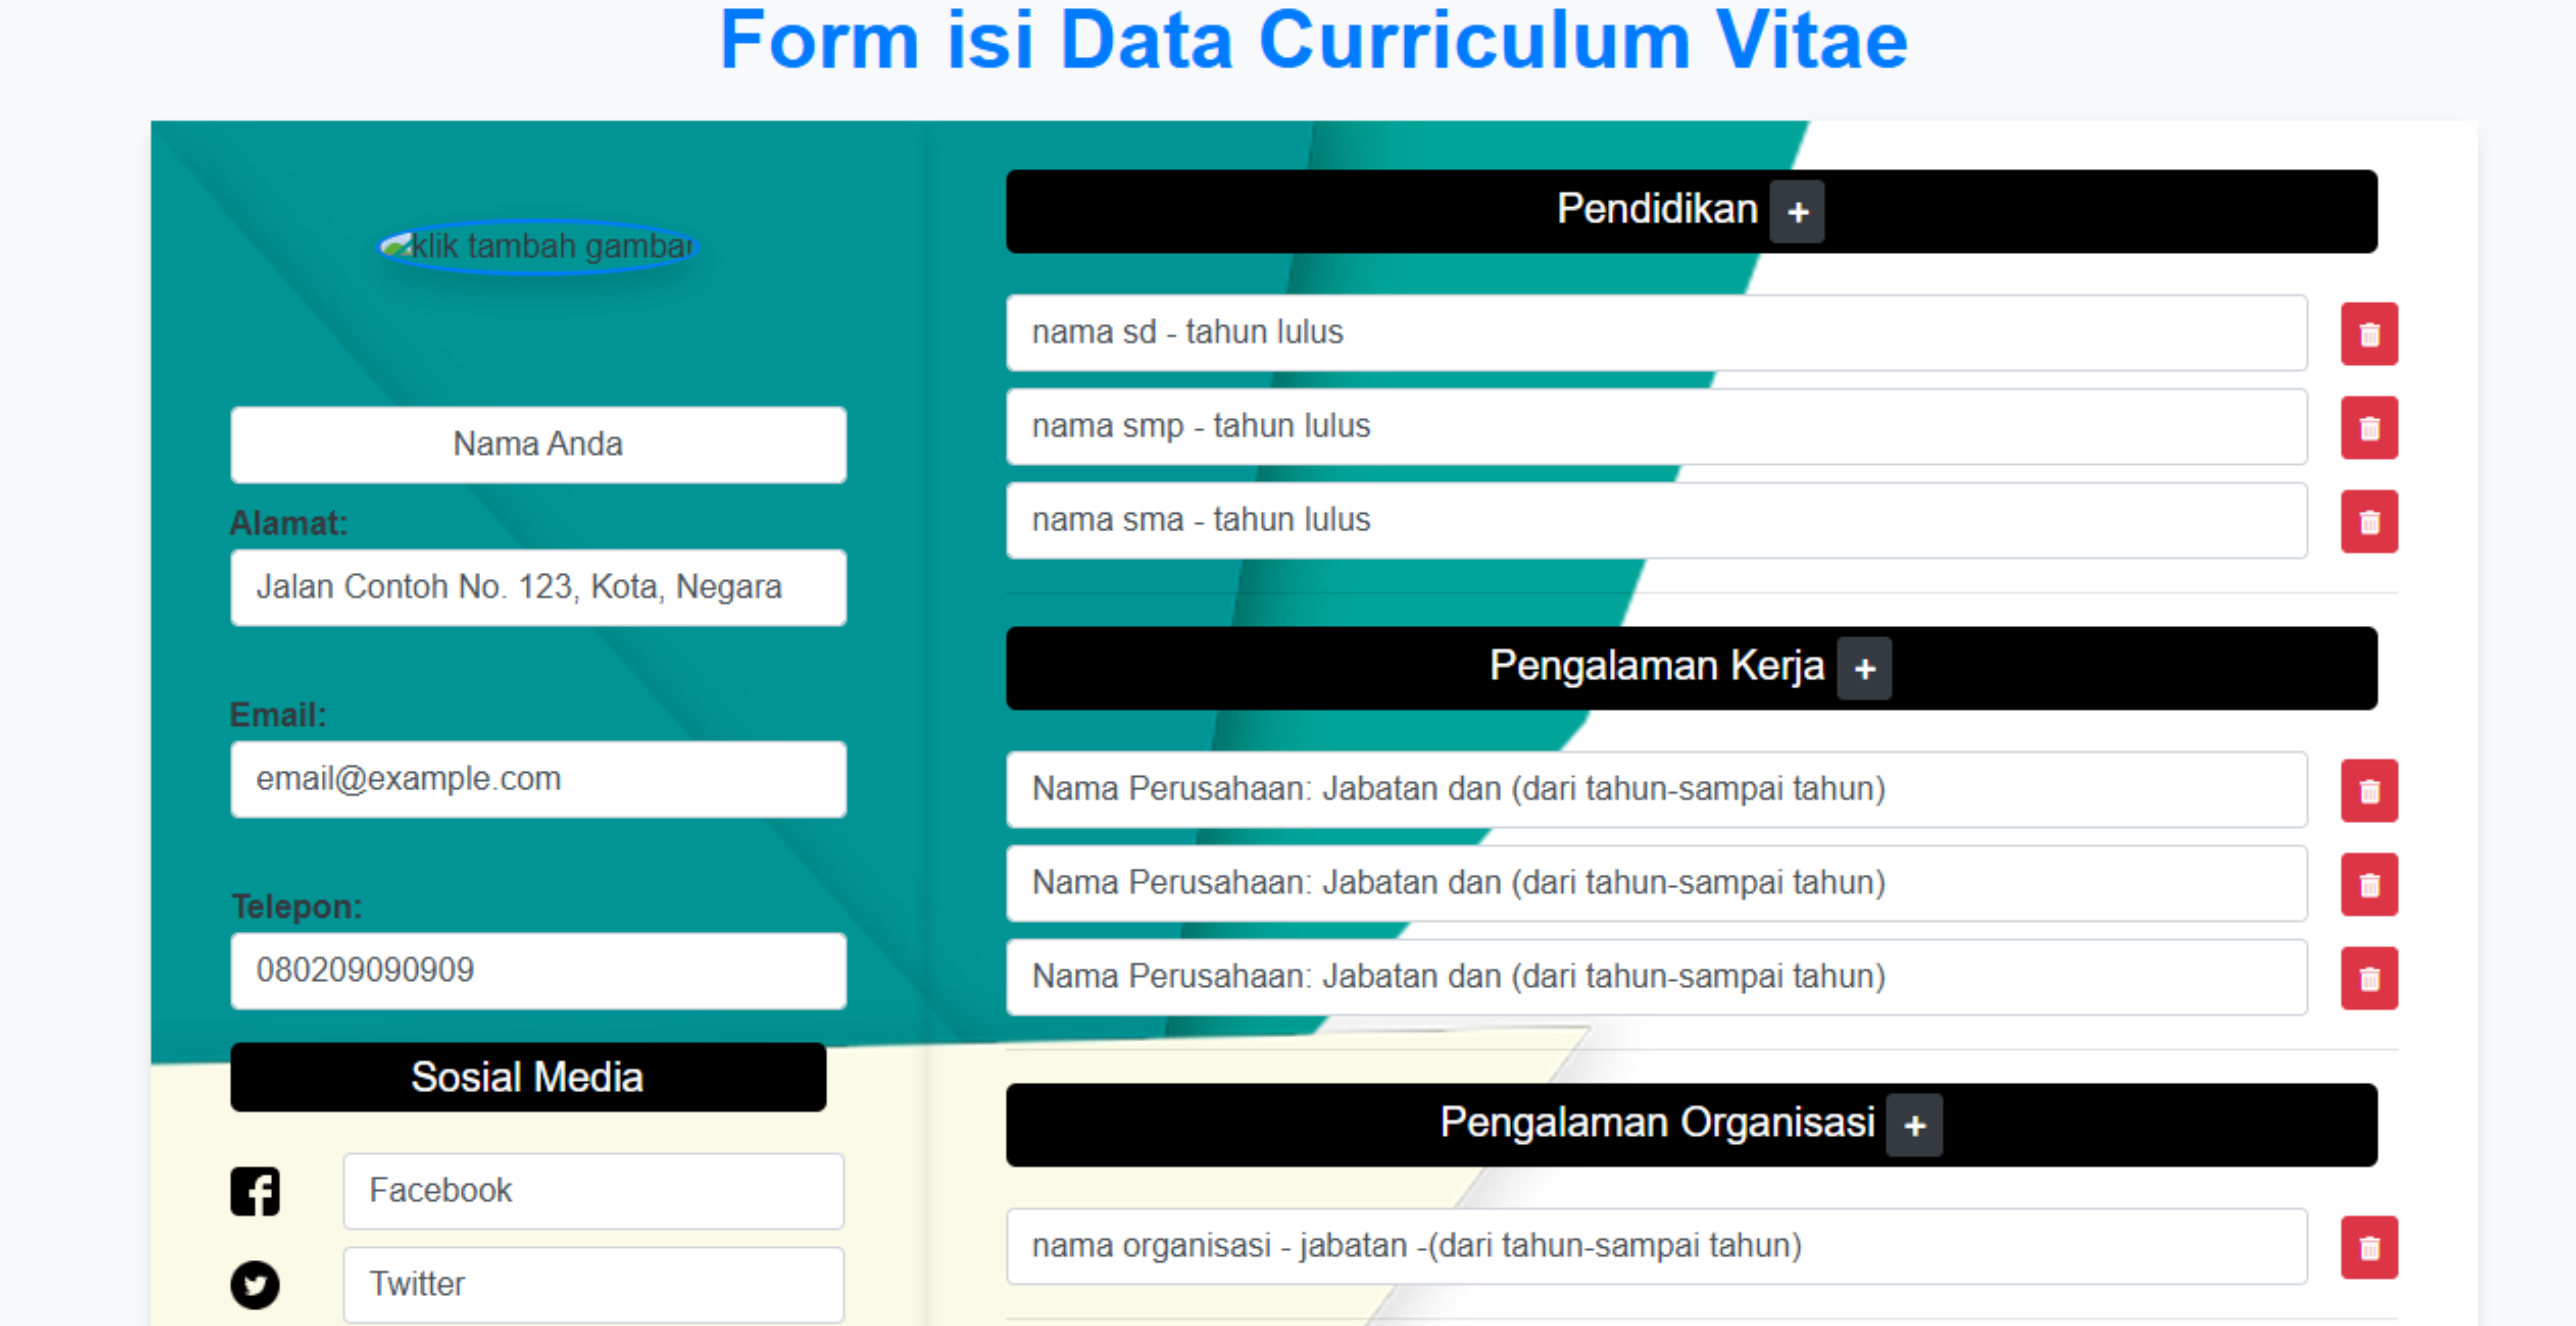 Form isi Data Curriculum Vitae
klik tambah gambar
Nama Anda
Alamat:
Jalan Contoh No. 123, Kota, Negara
Email:
email@example.com
Telepon:
080209090909
Sosial Media
Facebook
Twitter
Pendidikan +
nama sd - tahun lulus
nama smp - tahun lulus
nama sma - tahun lulus
Pengalaman Kerja +
Nama Perusahaan: Jabatan dan (dari tahun-sampai tahun)
Nama Perusahaan: Jabatan dan (dari tahun-sampai tahun)
Nama Perusahaan: Jabatan dan (dari tahun-sampai tahun)
Pengalaman Organisasi +
nama organisasi - jabatan -(dari tahun-sampai tahun)